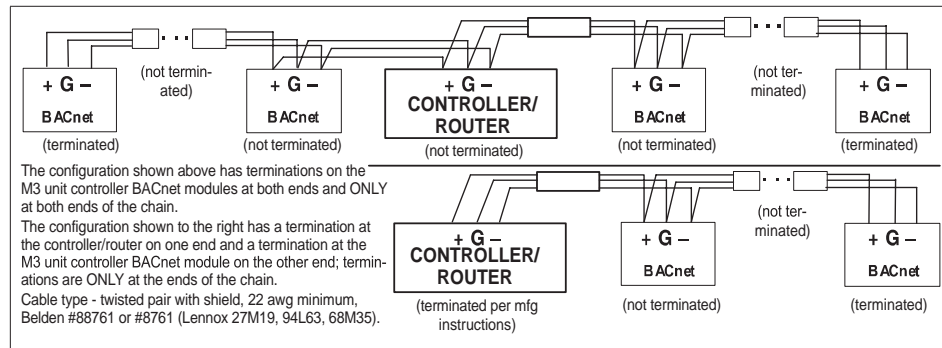 (not termin-
ated)
(not ter-
minated)
+ G –
BACnet
(terminated)
+ G –
BACnet
(not terminated)
+ G –
CONTROLLER/
ROUTER
(not terminated)
+ G –
BACnet
(not terminated)
+ G –
BACnet
(terminated)
The configuration shown above has terminations on the
M3 unit controller BACnet modules at both ends and ONLY
at both ends of the chain.
The configuration shown to the right has a termination at
the controller/router on one end and a termination at the
M3 unit controller BACnet module on the other end; termin-
ations are ONLY at the ends of the chain.
Cable type - twisted pair with shield, 22 awg minimum,
Belden #88761 or #8761 (Lennox 27M19, 94L63, 68M35).
(not ter-
minated)
+ G –
CONTROLLER/
ROUTER
(terminated per mfg
instructions)
+ G –
BACnet
(not terminated)
+ G –
BACnet
(terminated)